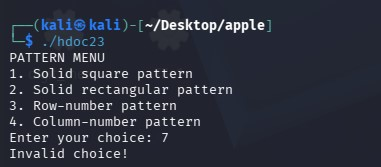 ┌──(kali㉿kali)-[~/Desktop/apple]
└─$ ./hdoc23
PATTERN MENU
1. Solid square pattern
2. Solid rectangular pattern
3. Row-number pattern
4. Column-number pattern
Enter your choice: 7
Invalid choice!